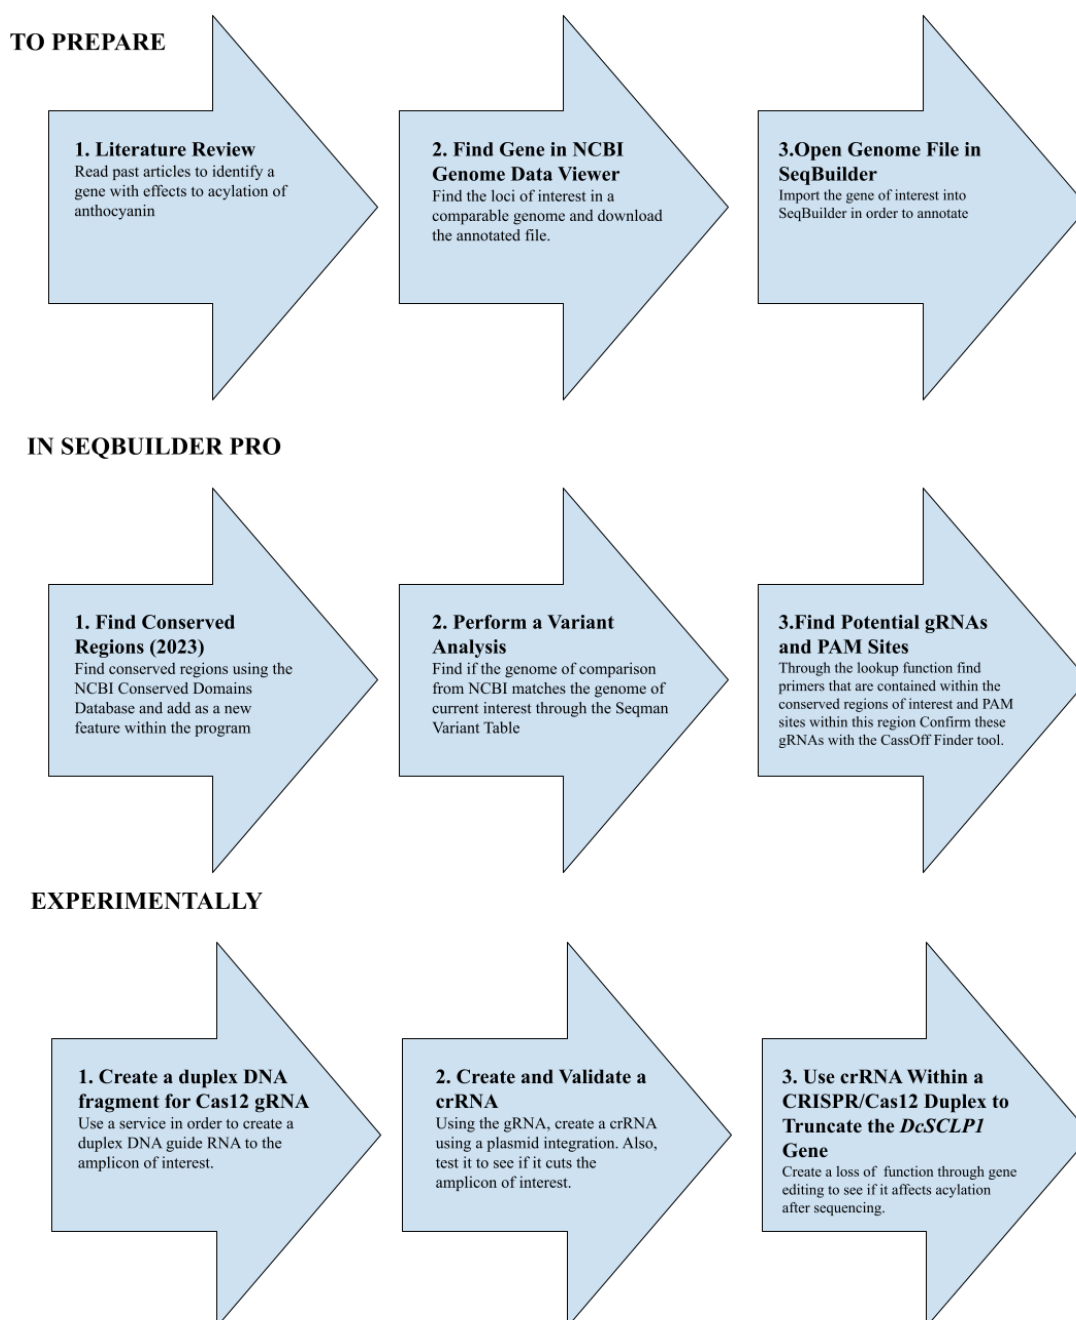 TO PREPARE
1. Literature Review
Read past articles to identify a
gene with effects to acylation of
anthocyanin
2. Find Gene in NCBI
Genome Data Viewer
Find the loci of interest in a
comparable genome and download
the annotated file.
3.Open Genome File in
SeqBuilder
Import the gene of interest into
SeqBuilder in order to annotate
IN SEQBUILDER PRO
1. Find Conserved
Regions (2023)
Find conserved regions using the
NCBI Conserved Domains
Database and add as a new
feature within the program
2. Perform a Variant
Analysis
Find if the genome of comparison
from NCBI matches the genome of
current interest through the Seqman
Variant Table
3.Find Potential gRNAs
and PAM Sites
Through the lookup function find
primers that are contained within the
conserved regions of interest and PAM
sites within this region Confirm these
gRNAs with the CassOff Finder tool.
EXPERIMENTALLY
1. Create a duplex DNA
fragment for Cas12 gRNA
Use a service in order to create a
duplex DNA guide RNA to the
amplicon of interest.
2. Create and Validate a
crRNA
Using the gRNA, create a crRNA
using a plasmid integration. Also,
test it to see if it cuts the
amplicon of interest.
3. Use crRNA Within a
CRISPR/Cas12 Duplex to
Truncate the DcSCLP1
Gene
Create a loss of function through gene
editing to see if it affects acylation
after sequencing.